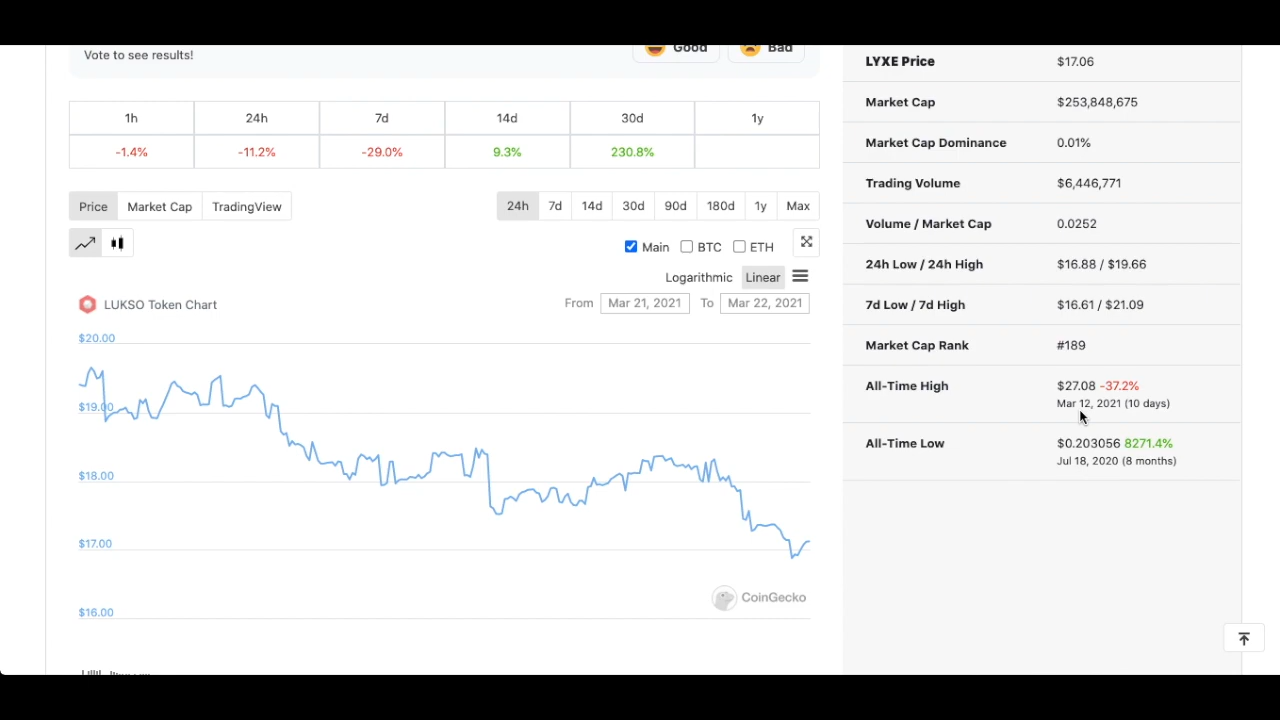 Vote to see results!
Good
Bad
1h 24h 7d 14d 30d 1y
-1.4% -11.2% -29.0% 9.3% 230.8%
Price Market Cap TradingView
24h 7d 14d 30d 90d 180d 1y Max
Main BTC ETH
Logarithmic Linear
LUKSO Token Chart
From Mar 21, 2021 To Mar 22, 2021
$20.00
$19.00
$18.00
$17.00
$16.00
CoinGecko
LYXE Price $17.06
Market Cap $253,848,675
Market Cap Dominance 0.01%
Trading Volume $6,446,771
Volume / Market Cap 0.0252
24h Low / 24h High $16.88 / $19.66
7d Low / 7d High $16.61 / $21.09
Market Cap Rank #189
All-Time High $27.08 -37.2%
Mar 12, 2021 (10 days)
All-Time Low $0.203056 8271.4%
Jul 18, 2020 (8 months)